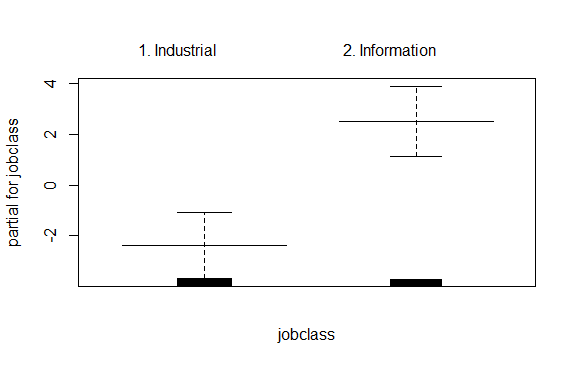 1. Industrial
2. Information
4
2
0
-2
partial for jobclass
jobclass